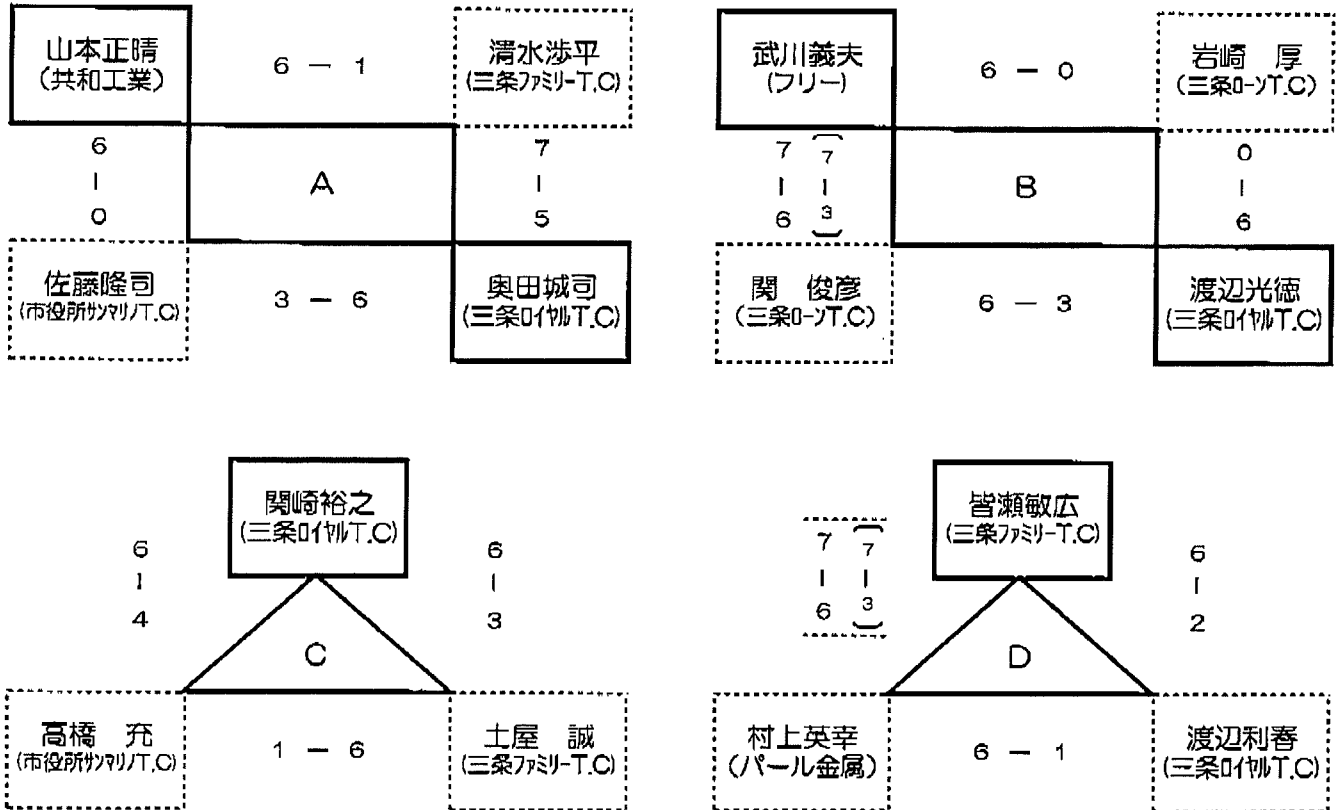 山本正晴
(共和工業)
6 － 1
清水渉平
(三条ファミリーT.C)
6
－
0
A
7
－
5
佐藤隆司
(市役所サンマリノT.C)
3 － 6
奥田城司
(三条ロイヤルT.C)
武川義夫
(フリー)
6 － 0
岩崎　厚
(三条ローンT.C)
7 (7
－ －
6 3)
B
0
－
6
関　俊彦
(三条ローンT.C)
6 － 3
渡辺光徳
(三条ロイヤルT.C)
関崎裕之
(三条ロイヤルT.C)
6
－
4
6
－
3
C
高橋　充
(市役所サンマリノT.C)
1 － 6
土屋　誠
(三条ファミリーT.C)
皆瀬敏広
(三条ファミリーT.C)
7 (7
－ －
6 3)
6
－
2
D
村上英幸
(パール金属)
6 － 1
渡辺利春
(三条ロイヤルT.C)